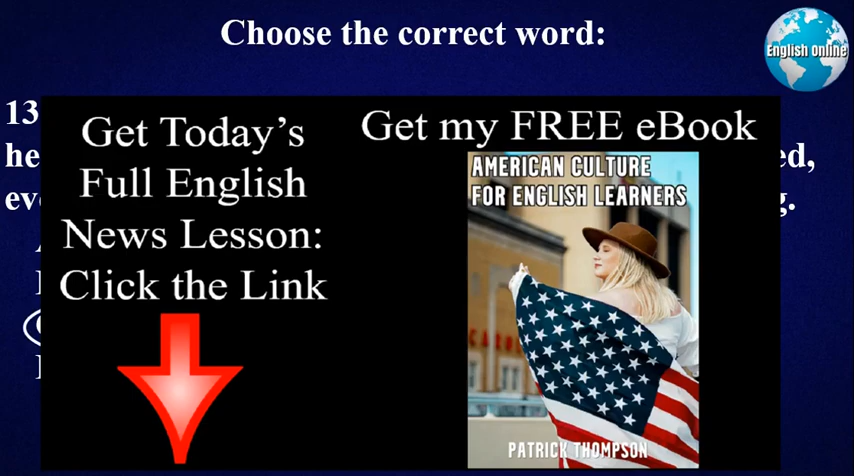 Choose the correct word:
English Online
13
he ed,
eve g.
Get Today's
Full English
News Lesson:
Click the Link
Get my FREE eBook
AMERICAN CULTURE
FOR ENGLISH LEARNERS
PATRICK THOMPSON